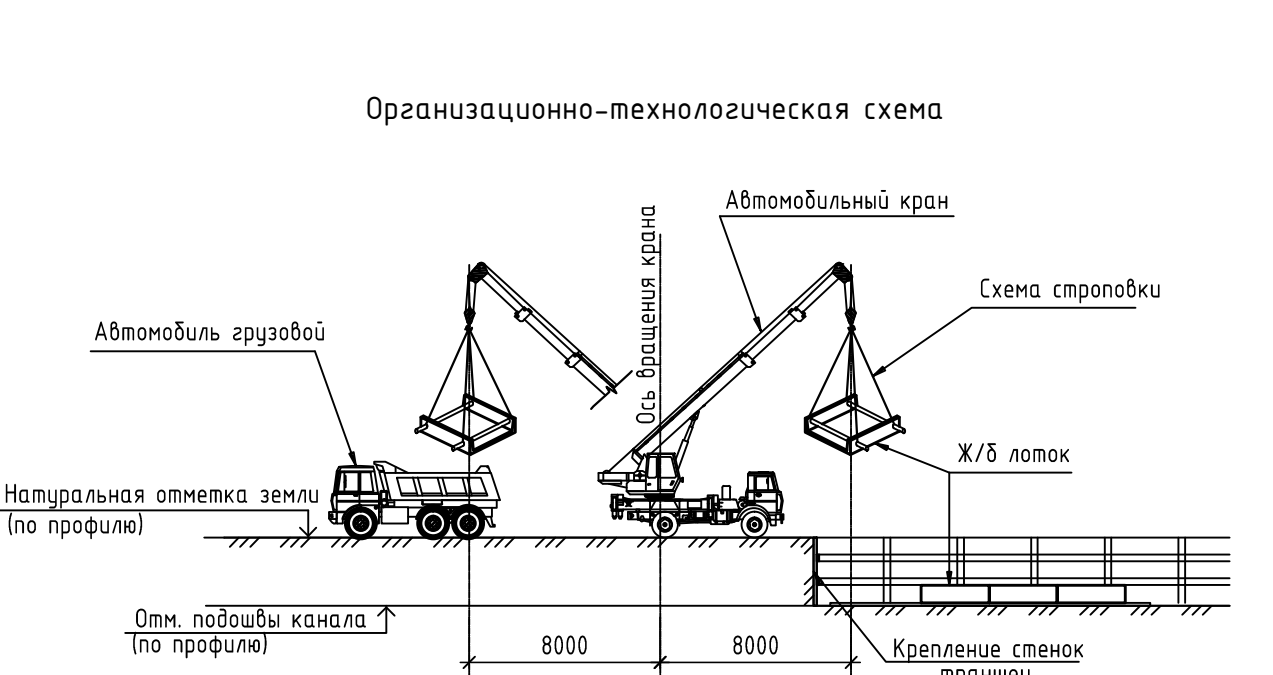 Организационно-технологическая схема
Автомобильный кран
Ось вращения крана
Схема строповки
Автомобиль грузовой
Ж/б лоток
Натуральная отметка земли
(по профилю)
Отм. подошвы канала
(по профилю)
8000
8000
Крепление стенок
траншеи